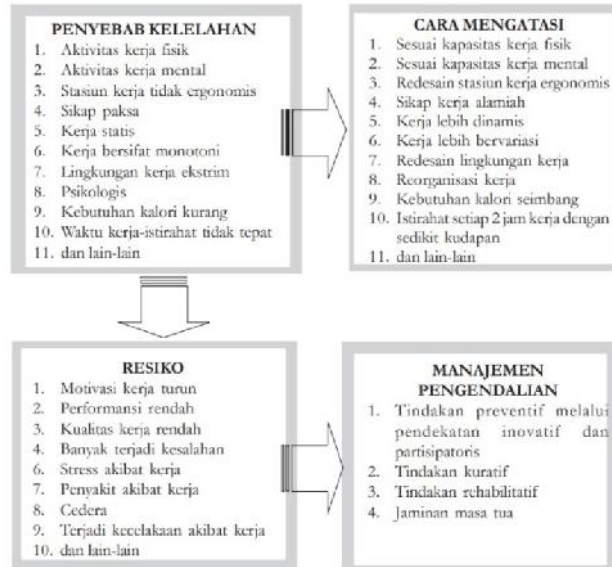 PENYEBAB KELELAHAN
1. Aktivitas kerja fisik
2. Aktivitas kerja mental
3. Stasiun kerja tidak ergonomis
4. Sikap paksa
5. Kerja statis
6. Kerja bersifat monotoni
7. Lingkungan kerja ekstrim
8. Psikologis
9. Kebutuhan kalori kurang
10. Waktu kerja-istirahat tidak tepat
11. dan lain-lain
CARA MENGATASI
1. Sesuai kapasitas kerja fisik
2. Sesuai kapasitas kerja mental
3. Redesain stasiun kerja ergonomis
4. Sikap kerja alamiah
5. Kerja lebih dinamis
6. Kerja lebih bervariasi
7. Redesain lingkungan kerja
8. Reorganisasi kerja
9. Kebutuhan kalori seimbang
10. Istirahat setiap 2 jam kerja dengan
sedikit kudapan
11. dan lain-lain
RESIKO
1. Motivasi kerja turun
2. Performansi rendah
3. Kualitas kerja rendah
4. Banyak terjadi kesalahan
6. Stress akibat kerja
7. Penyakit akibat kerja
8. Cedera
9. Terjadi kecelakaan akibat kerja
10. dan lain-lain
MANAJEMEN
PENGENDALIAN
1. Tindakan preventif melalui
pendekatan inovatif dan
partisipatoris
2. Tindakan kuratif
3. Tindakan rehabilitatif
4. Jaminan masa tua